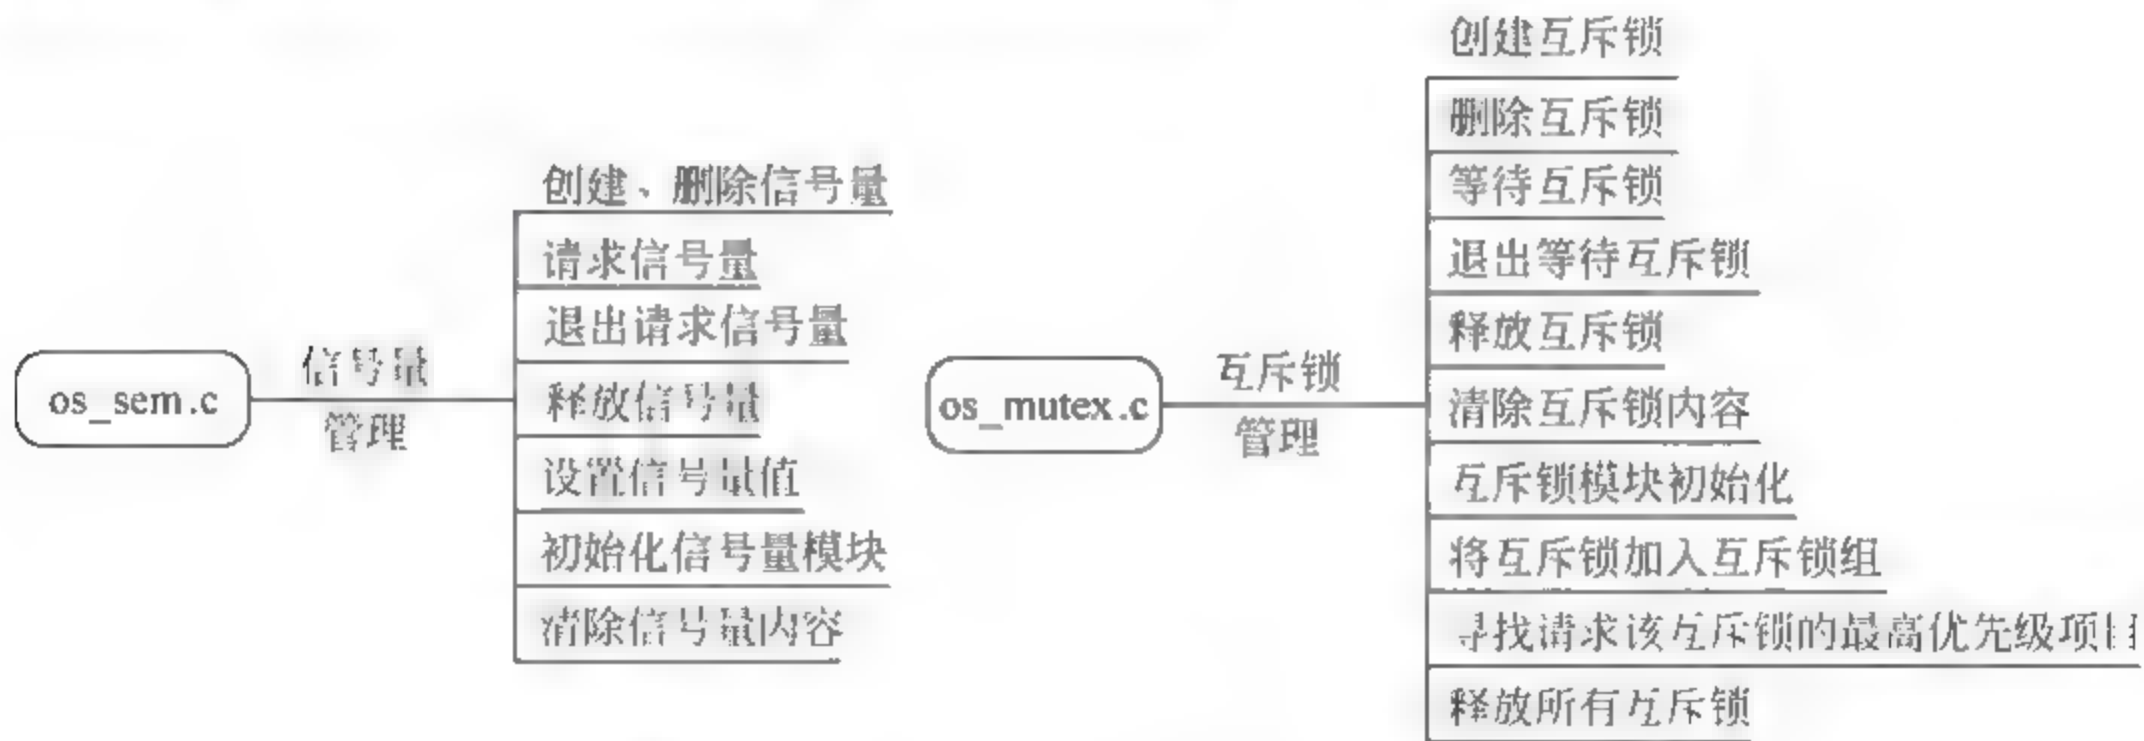 os_sem.c
信号量
管理
创建、删除信号量
请求信号量
退出请求信号量
释放信号量
设置信号量值
初始化信号量模块
清除信号量内容
os_mutex.c
互斥锁
管理
创建互斥锁
删除互斥锁
等待互斥锁
退出等待互斥锁
释放互斥锁
清除互斥锁内容
互斥锁模块初始化
将互斥锁加入互斥锁组
寻找请求该互斥锁的最高优先级项目
释放所有互斥锁